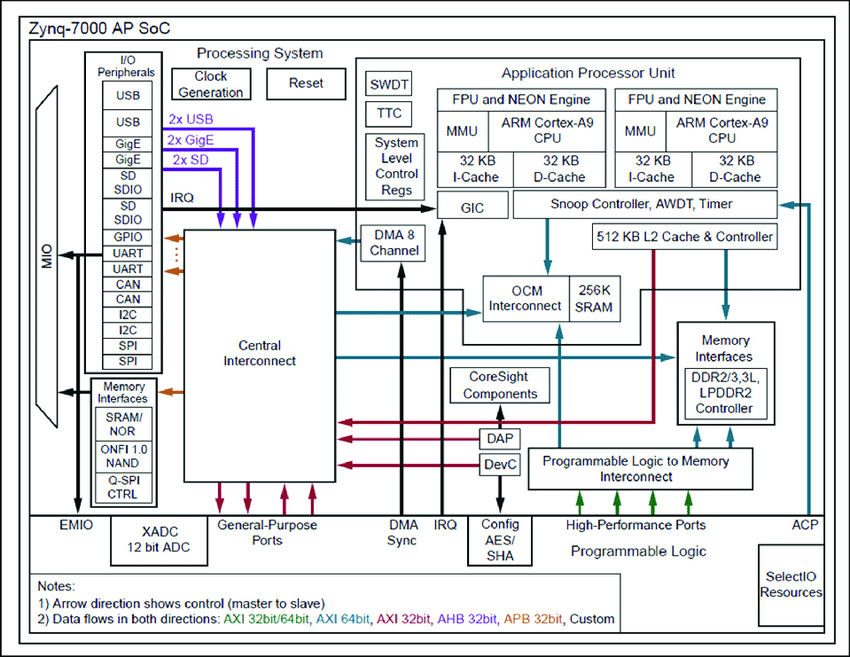 Zynq-7000 AP SoC
Processing System
I/O
Peripherals
USB
USB
GigE
GigE
SD
SDIO
SD
SDIO
GPIO
UART
UART
CAN
CAN
I2C
I2C
SPI
SPI
MIO
Memory
Interfaces
SRAM/
NOR
ONFI 1.0
NAND
Q-SPI
CTRL
Clock
Generation
Reset
2x USB
2x GigE
2x SD
IRQ
Central
Interconnect
Application Processor Unit
SWDT
TTC
System
Level
Control
Regs
FPU and NEON Engine
MMU
ARM Cortex-A9
CPU
32 KB
I-Cache
32 KB
D-Cache
FPU and NEON Engine
MMU
ARM Cortex-A9
CPU
32 KB
I-Cache
32 KB
D-Cache
GIC
Snoop Controller, AWDT, Timer
DMA 8
Channel
512 KB L2 Cache & Controller
OCM
Interconnect
256K
SRAM
Memory
Interfaces
DDR2/3,3L,
LPDDR2
Controller
CoreSight
Components
DAP
DevC
Programmable Logic to Memory
Interconnect
EMIO
XADC
12 bit ADC
General-Purpose
Ports
DMA
Sync
IRQ
Config
AES/
SHA
High-Performance Ports
ACP
Programmable Logic
SelectIO
Resources
Notes:
1) Arrow direction shows control (master to slave)
2) Data flows in both directions: AXI 32bit/64bit, AXI 64bit, AXI 32bit, AHB 32bit, APB 32bit, Custom